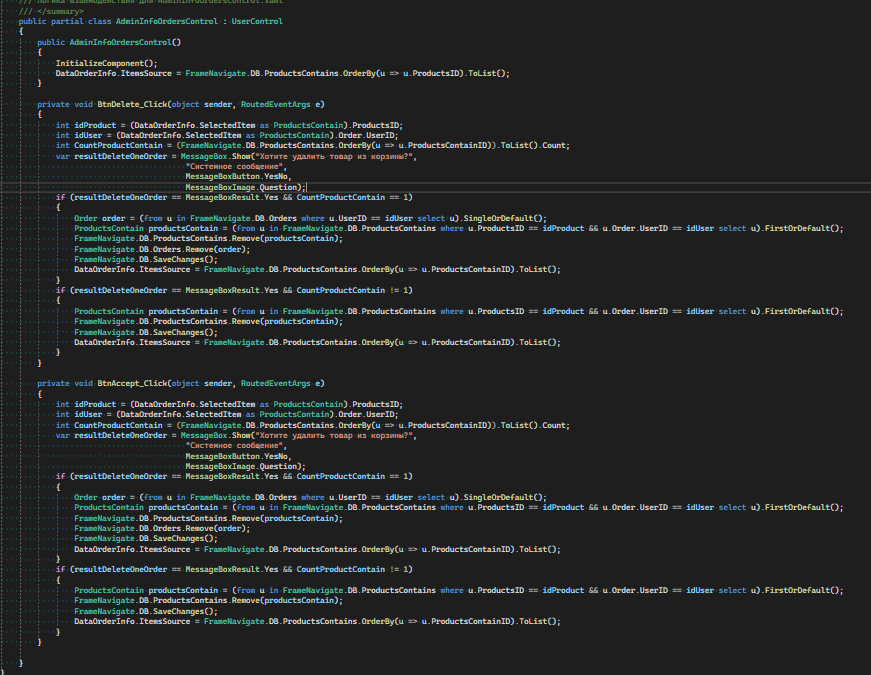 /// Логика взаимодействия для AdminInfoOrdersControl.xaml
/// </summary>
public partial class AdminInfoOrdersControl : UserControl
{
public AdminInfoOrdersControl()
{
InitializeComponent();
DataOrderInfo.ItemsSource = FrameNavigate.DB.ProductsContains.OrderBy(u => u.ProductsID).ToList();
}
private void BtnDelete_Click(object sender, RoutedEventArgs e)
{
int idProduct = (DataOrderInfo.SelectedItem as ProductsContain).ProductsID;
int idUser = (DataOrderInfo.SelectedItem as ProductsContain).Order.UserID;
int CountProductContain = (FrameNavigate.DB.ProductsContains.OrderBy(u => u.ProductsContainID)).ToList().Count;
var resultDeleteOneOrder = MessageBox.Show("Хотите удалить товар из корзины?",
"Системное сообщение",
MessageBoxButton.YesNo,
MessageBoxImage.Question);
if (resultDeleteOneOrder == MessageBoxResult.Yes && CountProductContain == 1)
{
Order order = (from u in FrameNavigate.DB.Orders where u.UserID == idUser select u).SingleOrDefault();
ProductsContain productsContain = (from u in FrameNavigate.DB.ProductsContains where u.ProductsID == idProduct && u.Order.UserID == idUser select u).FirstOrDefault();
FrameNavigate.DB.ProductsContains.Remove(productsContain);
FrameNavigate.DB.Orders.Remove(order);
FrameNavigate.DB.SaveChanges();
DataOrderInfo.ItemsSource = FrameNavigate.DB.ProductsContains.OrderBy(u => u.ProductsContainID).ToList();
}
if (resultDeleteOneOrder == MessageBoxResult.Yes && CountProductContain != 1)
{
ProductsContain productsContain = (from u in FrameNavigate.DB.ProductsContains where u.ProductsID == idProduct && u.Order.UserID == idUser select u).FirstOrDefault();
FrameNavigate.DB.ProductsContains.Remove(productsContain);
FrameNavigate.DB.SaveChanges();
DataOrderInfo.ItemsSource = FrameNavigate.DB.ProductsContains.OrderBy(u => u.ProductsContainID).ToList();
}
}
private void BtnAccept_Click(object sender, RoutedEventArgs e)
{
int idProduct = (DataOrderInfo.SelectedItem as ProductsContain).ProductsID;
int idUser = (DataOrderInfo.SelectedItem as ProductsContain).Order.UserID;
int CountProductContain = (FrameNavigate.DB.ProductsContains.OrderBy(u => u.ProductsContainID)).ToList().Count;
var resultDeleteOneOrder = MessageBox.Show("Хотите удалить товар из корзины?",
"Системное сообщение",
MessageBoxButton.YesNo,
MessageBoxImage.Question);
if (resultDeleteOneOrder == MessageBoxResult.Yes && CountProductContain == 1)
{
Order order = (from u in FrameNavigate.DB.Orders where u.UserID == idUser select u).SingleOrDefault();
ProductsContain productsContain = (from u in FrameNavigate.DB.ProductsContains where u.ProductsID == idProduct && u.Order.UserID == idUser select u).FirstOrDefault();
FrameNavigate.DB.ProductsContains.Remove(productsContain);
FrameNavigate.DB.Orders.Remove(order);
FrameNavigate.DB.SaveChanges();
DataOrderInfo.ItemsSource = FrameNavigate.DB.ProductsContains.OrderBy(u => u.ProductsContainID).ToList();
}
if (resultDeleteOneOrder == MessageBoxResult.Yes && CountProductContain != 1)
{
ProductsContain productsContain = (from u in FrameNavigate.DB.ProductsContains where u.ProductsID == idProduct && u.Order.UserID == idUser select u).FirstOrDefault();
FrameNavigate.DB.ProductsContains.Remove(productsContain);
FrameNavigate.DB.SaveChanges();
DataOrderInfo.ItemsSource = FrameNavigate.DB.ProductsContains.OrderBy(u => u.ProductsContainID).ToList();
}
}
}
}